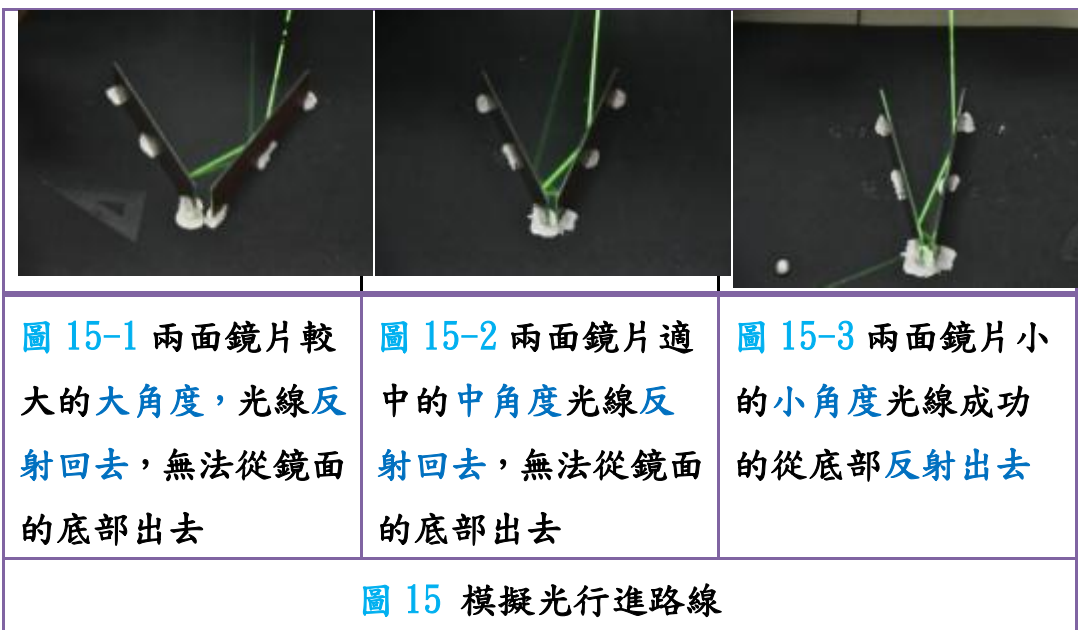 圖 15-1 兩面鏡片較
大的大角度，光線反
射回去，無法從鏡面
的底部出去
圖 15-2 兩面鏡片適
中的中角度光線反
射回去，無法從鏡面
的底部出去
圖 15-3 兩面鏡片小
的小角度光線成功
的從底部反射出去
圖 15 模擬光行進路線